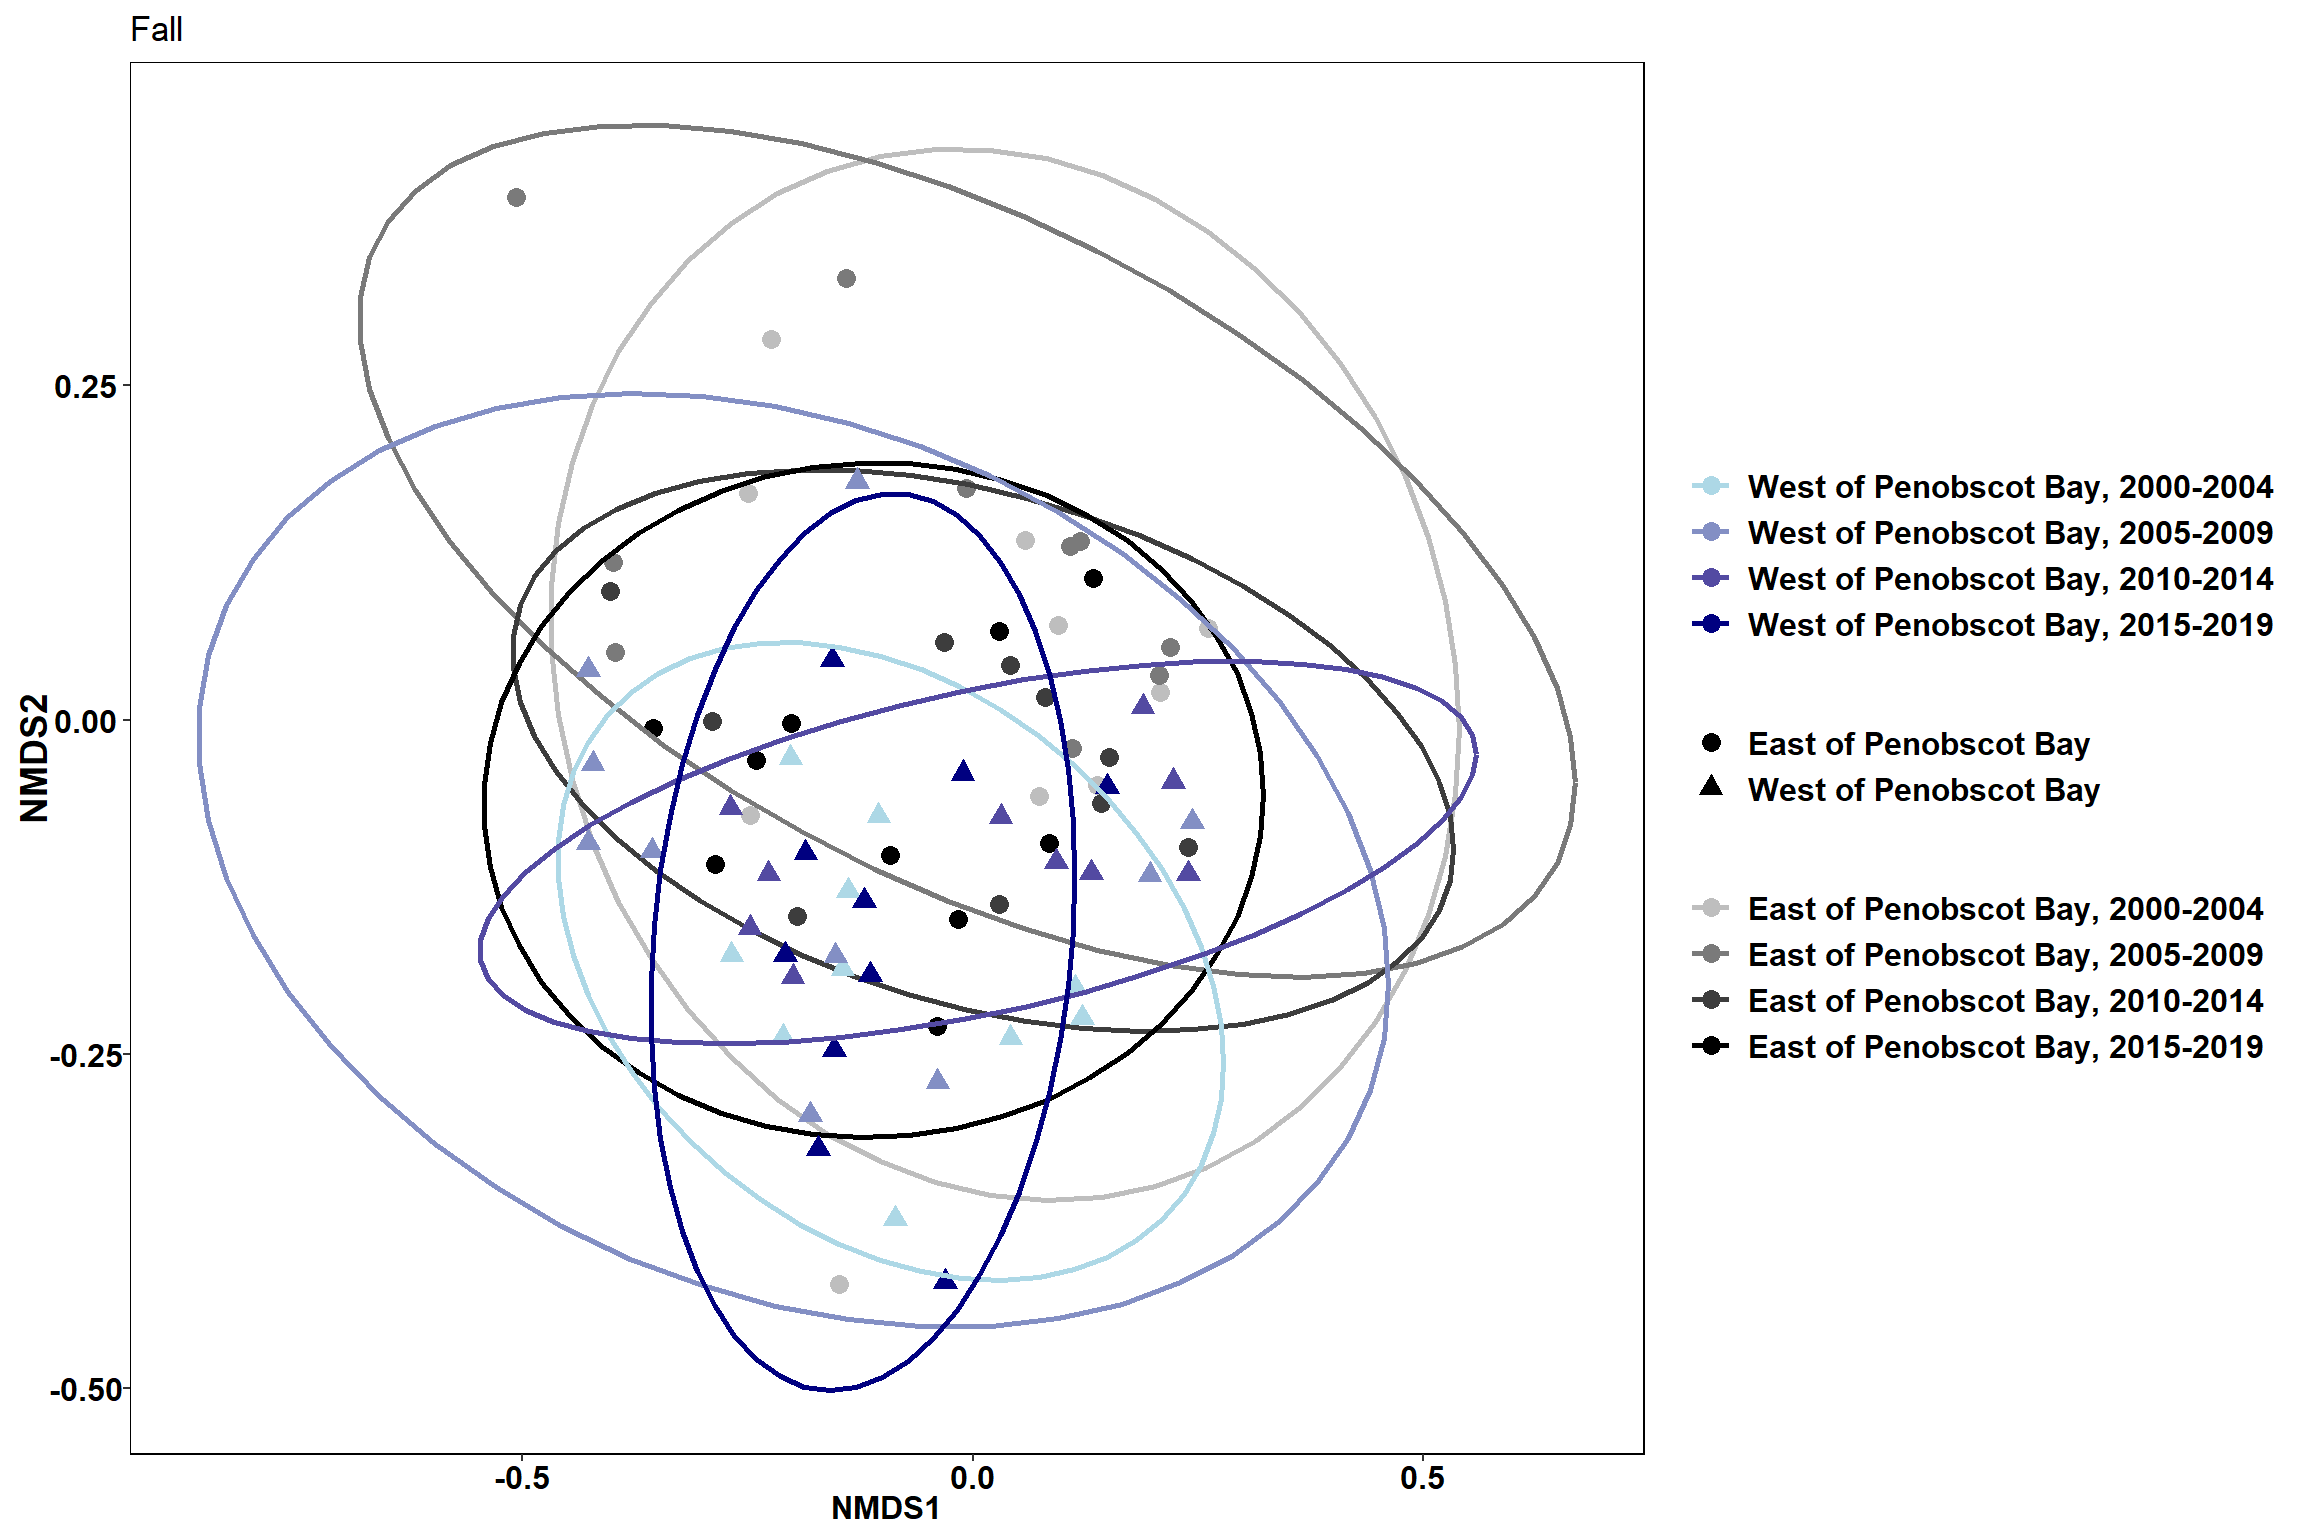 Fall
0.25
0.00
-0.25
-0.50
NMDS2
-0.5
0.0
0.5
NMDS1
West of Penobscot Bay, 2000-2004
West of Penobscot Bay, 2005-2009
West of Penobscot Bay, 2010-2014
West of Penobscot Bay, 2015-2019
East of Penobscot Bay
West of Penobscot Bay
East of Penobscot Bay, 2000-2004
East of Penobscot Bay, 2005-2009
East of Penobscot Bay, 2010-2014
East of Penobscot Bay, 2015-2019